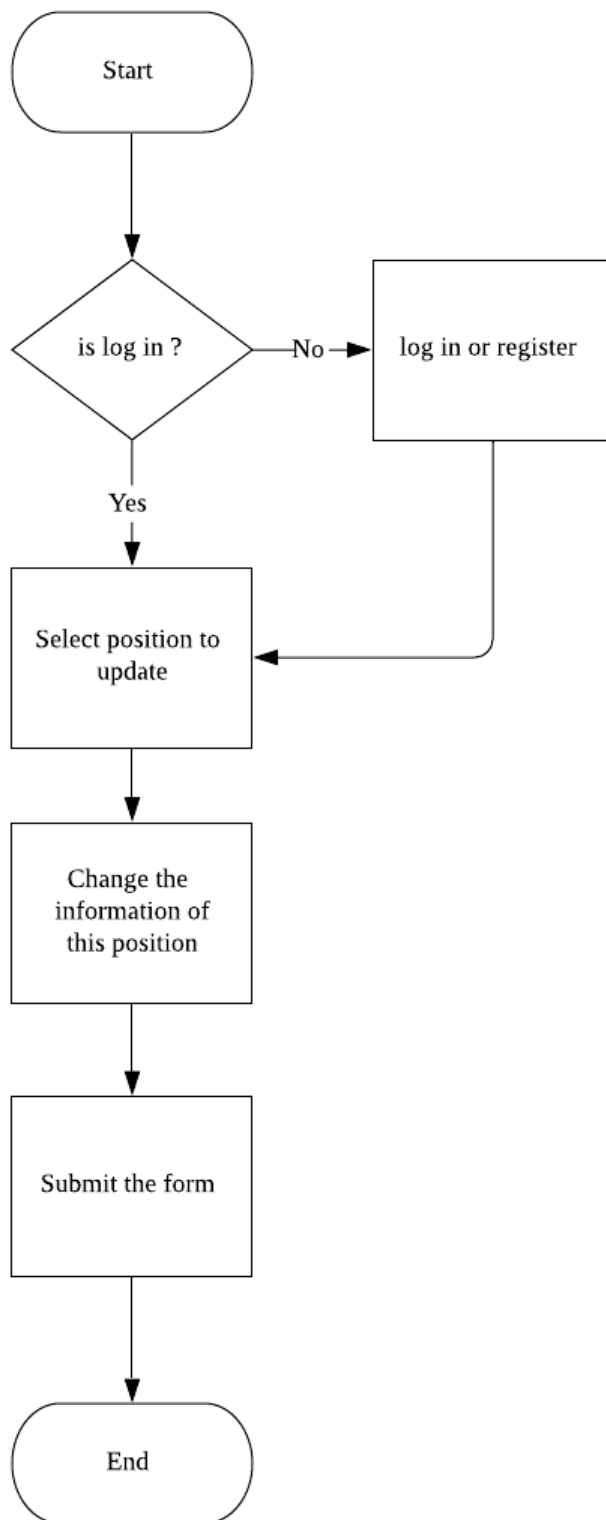 Start
is log in ?
No
log in or register
Yes
Select position to
update
Change the
information of
this position
Submit the form
End